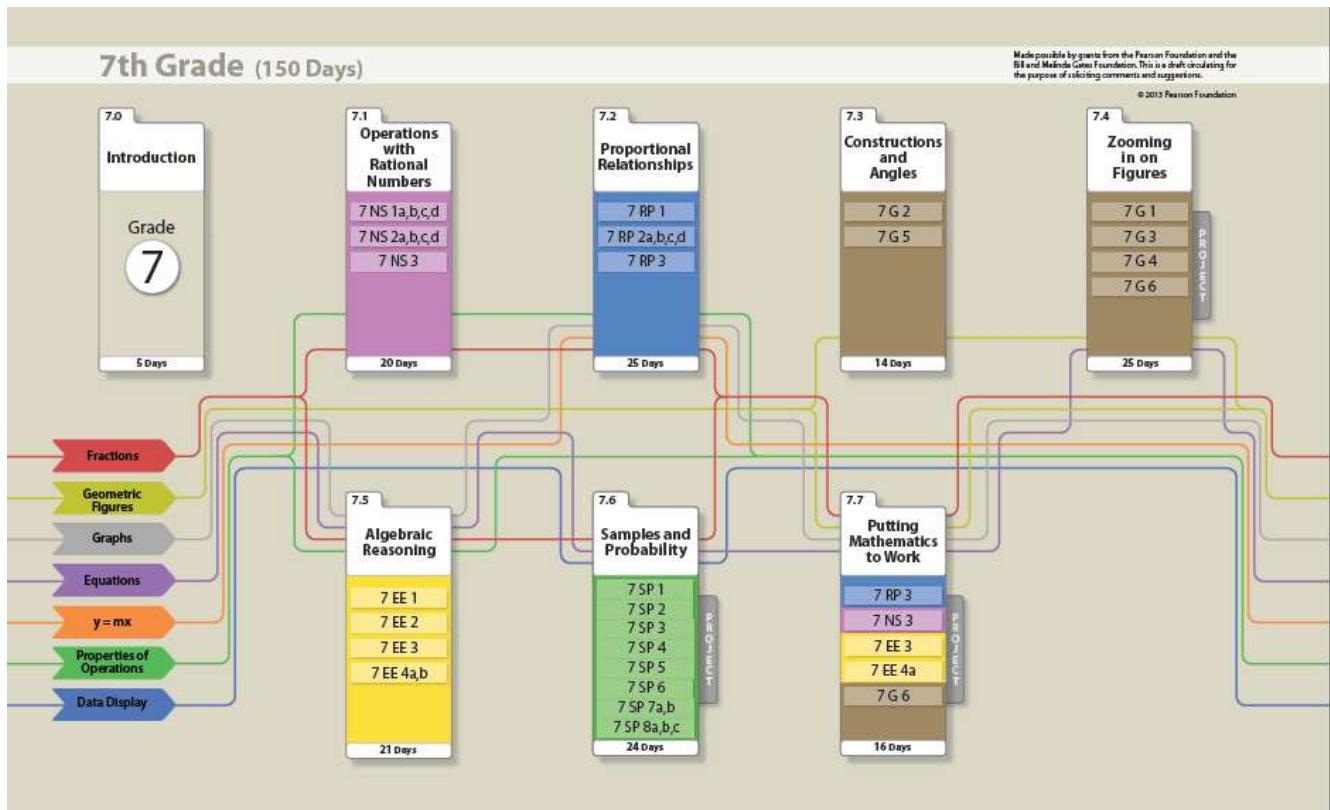 7th Grade (150 Days)
Made possible by grants from the Pearson Foundation and the
Bill and Melinda Gates Foundation. This is a draft circulating for
the purpose of soliciting comments and suggestions.
© 2013 Pearson Foundation
7.0
Introduction
Grade
7
5 Days
7.1
Operations
with
Rational
Numbers
7 NS 1a,b,c,d
7 NS 2a,b,c,d
7 NS 3
20 Days
7.2
Proportional
Relationships
7 RP 1
7 RP 2a,b,c,d
7 RP 3
25 Days
7.3
Constructions
and
Angles
7 G 2
7 G 5
14 Days
7.4
Zooming
in on
Figures
7 G 1
7 G 3
7 G 4
7 G 6
PROJECT
25 Days
Fractions
Geometric
Figures
Graphs
Equations
y = mx
Properties of
Operations
Data Display
7.5
Algebraic
Reasoning
7 EE 1
7 EE 2
7 EE 3
7 EE 4a,b
21 Days
7.6
Samples and
Probability
7 SP 1
7 SP 2
7 SP 3
7 SP 4
7 SP 5
7 SP 6
7 SP 7a,b
7 SP 8a,b,c
PROJECT
24 Days
7.7
Putting
Mathematics
to Work
7 RP 3
7 NS 3
7 EE 3
7 EE 4a
7 G 6
PROJECT
16 Days